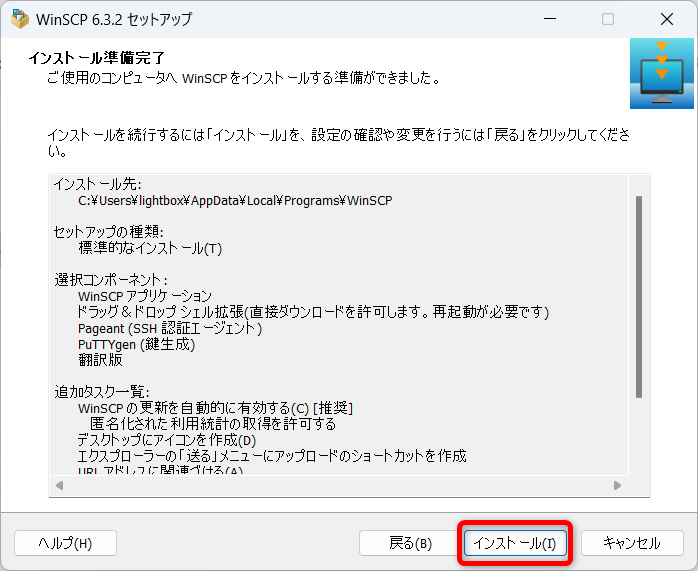 WinSCP 6.3.2 セットアップ
インストール準備完了
ご使用のコンピュータへ WinSCP をインストールする準備ができました。
インストールを続行するには「インストール」を、設定の確認や変更を行うには「戻る」をクリックしてくださ
い。
インストール先:
C:¥Users¥lightbox¥AppData¥Local¥Programs¥WinSCP
セットアップの種類:
標準的なインストール(T)
選択コンポーネント:
WinSCP アプリケーション
ドラッグ＆ドロップ シェル拡張(直接ダウンロードを許可します。再起動が必要です)
Pageant (SSH 認証エージェント)
PuTTYgen (鍵生成)
翻訳版
追加タスク一覧:
WinSCP の更新を自動的に有効する(C) [推奨]
匿名化された利用統計の取得を許可する
デスクトップにアイコンを作成(D)
エクスプローラーの「送る」メニューにアップロードのショートカットを作成
URL アドレスに関連づける(A)
ヘルプ(H)
戻る(B)
インストール(I)
キャンセル